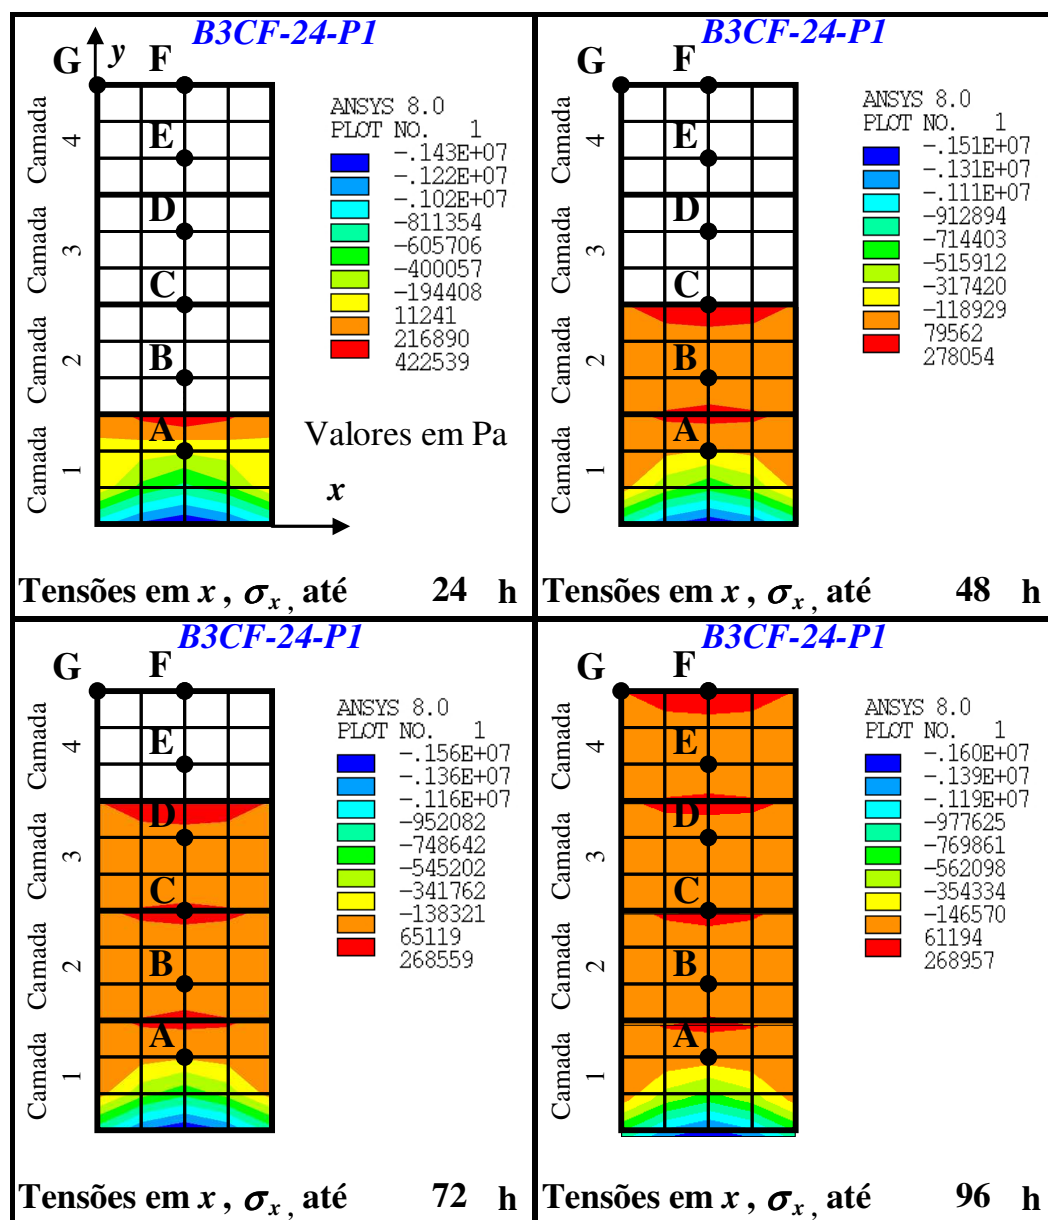 B3CF-24-P1
G y F
ANSYS 8.0
PLOT NO. 1
-.143E+07
-.122E+07
-.102E+07
-811354
-605706
-400057
-194408
11241
216890
422539
E
D
C
B
A
Camada 4
Camada 3
Camada 2
Camada 1
Valores em Pa
x
Tensões em x , σx , até 24 h
B3CF-24-P1
G F
ANSYS 8.0
PLOT NO. 1
-.151E+07
-.131E+07
-.111E+07
-912894
-714403
-515912
-317420
-118929
79562
278054
E
D
C
B
A
Camada 4
Camada 3
Camada 2
Camada 1
Tensões em x , σx , até 48 h
B3CF-24-P1
G F
ANSYS 8.0
PLOT NO. 1
-.156E+07
-.136E+07
-.116E+07
-952082
-748642
-545202
-341762
-138321
65119
268559
E
D
C
B
A
Camada 4
Camada 3
Camada 2
Camada 1
Tensões em x , σx , até 72 h
B3CF-24-P1
G F
ANSYS 8.0
PLOT NO. 1
-.160E+07
-.139E+07
-.119E+07
-977625
-769861
-562098
-354334
-146570
61194
268957
E
D
C
B
A
Camada 4
Camada 3
Camada 2
Camada 1
Tensões em x , σx , até 96 h